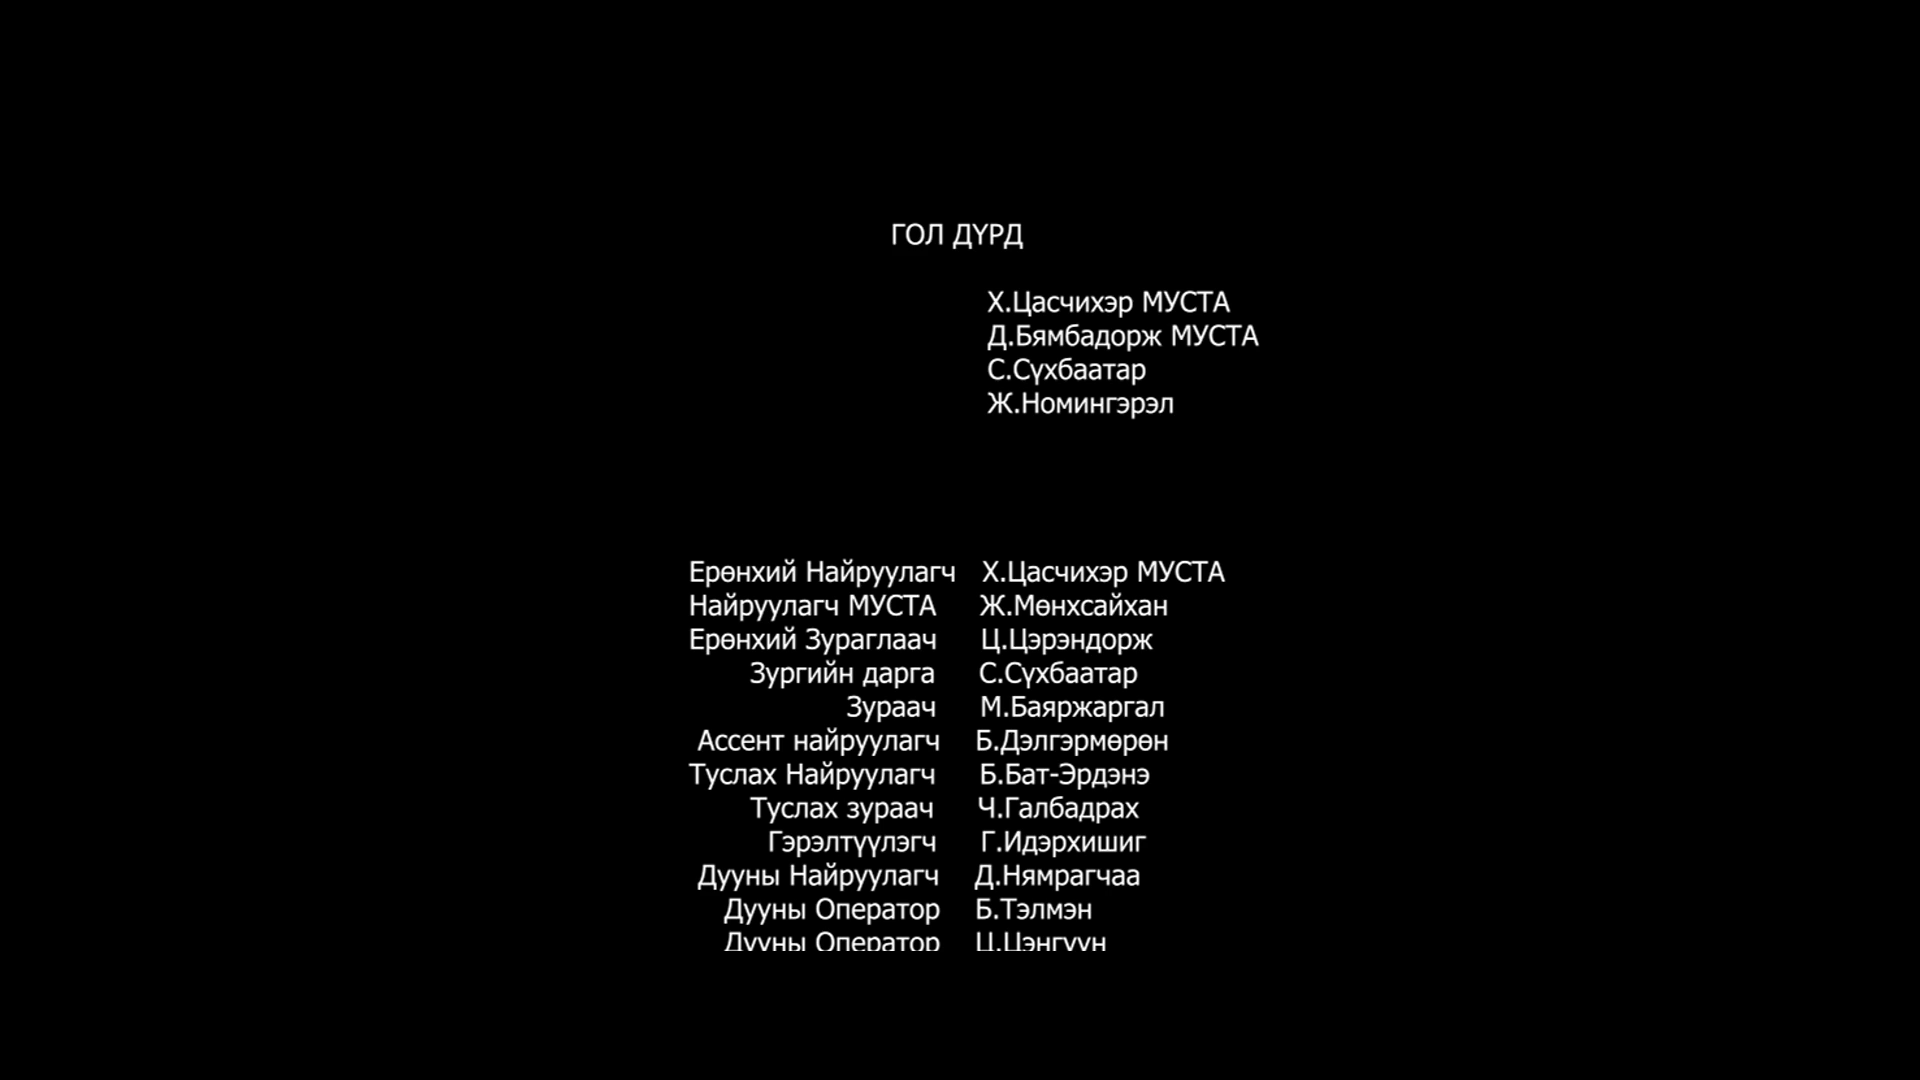 ГОЛ ДҮРД
Х.Цасчихэр МУСТА
Д.Бямбадорж МУСТА
С.Сүхбаатар
Ж.Номингэрэл
Ерөнхий Найруулагч Х.Цасчихэр МУСТА
Найруулагч МУСТА Ж.Мөнхсайхан
Ерөнхий Зураглаач Ц.Цэрэндорж
Зургийн дарга С.Сүхбаатар
Зураач М.Баяржаргал
Ассент найруулагч Б.Дэлгэрмөрөн
Туслах Найруулагч Б.Бат-Эрдэнэ
Туслах зураач Ч.Галбадрах
Гэрэлтүүлэгч Г.Идэрхишиг
Дууны Найруулагч Д.Нямрагчаа
Дууны Оператор Б.Тэлмэн
Дууны Оператор Ц.Цэнгүүн